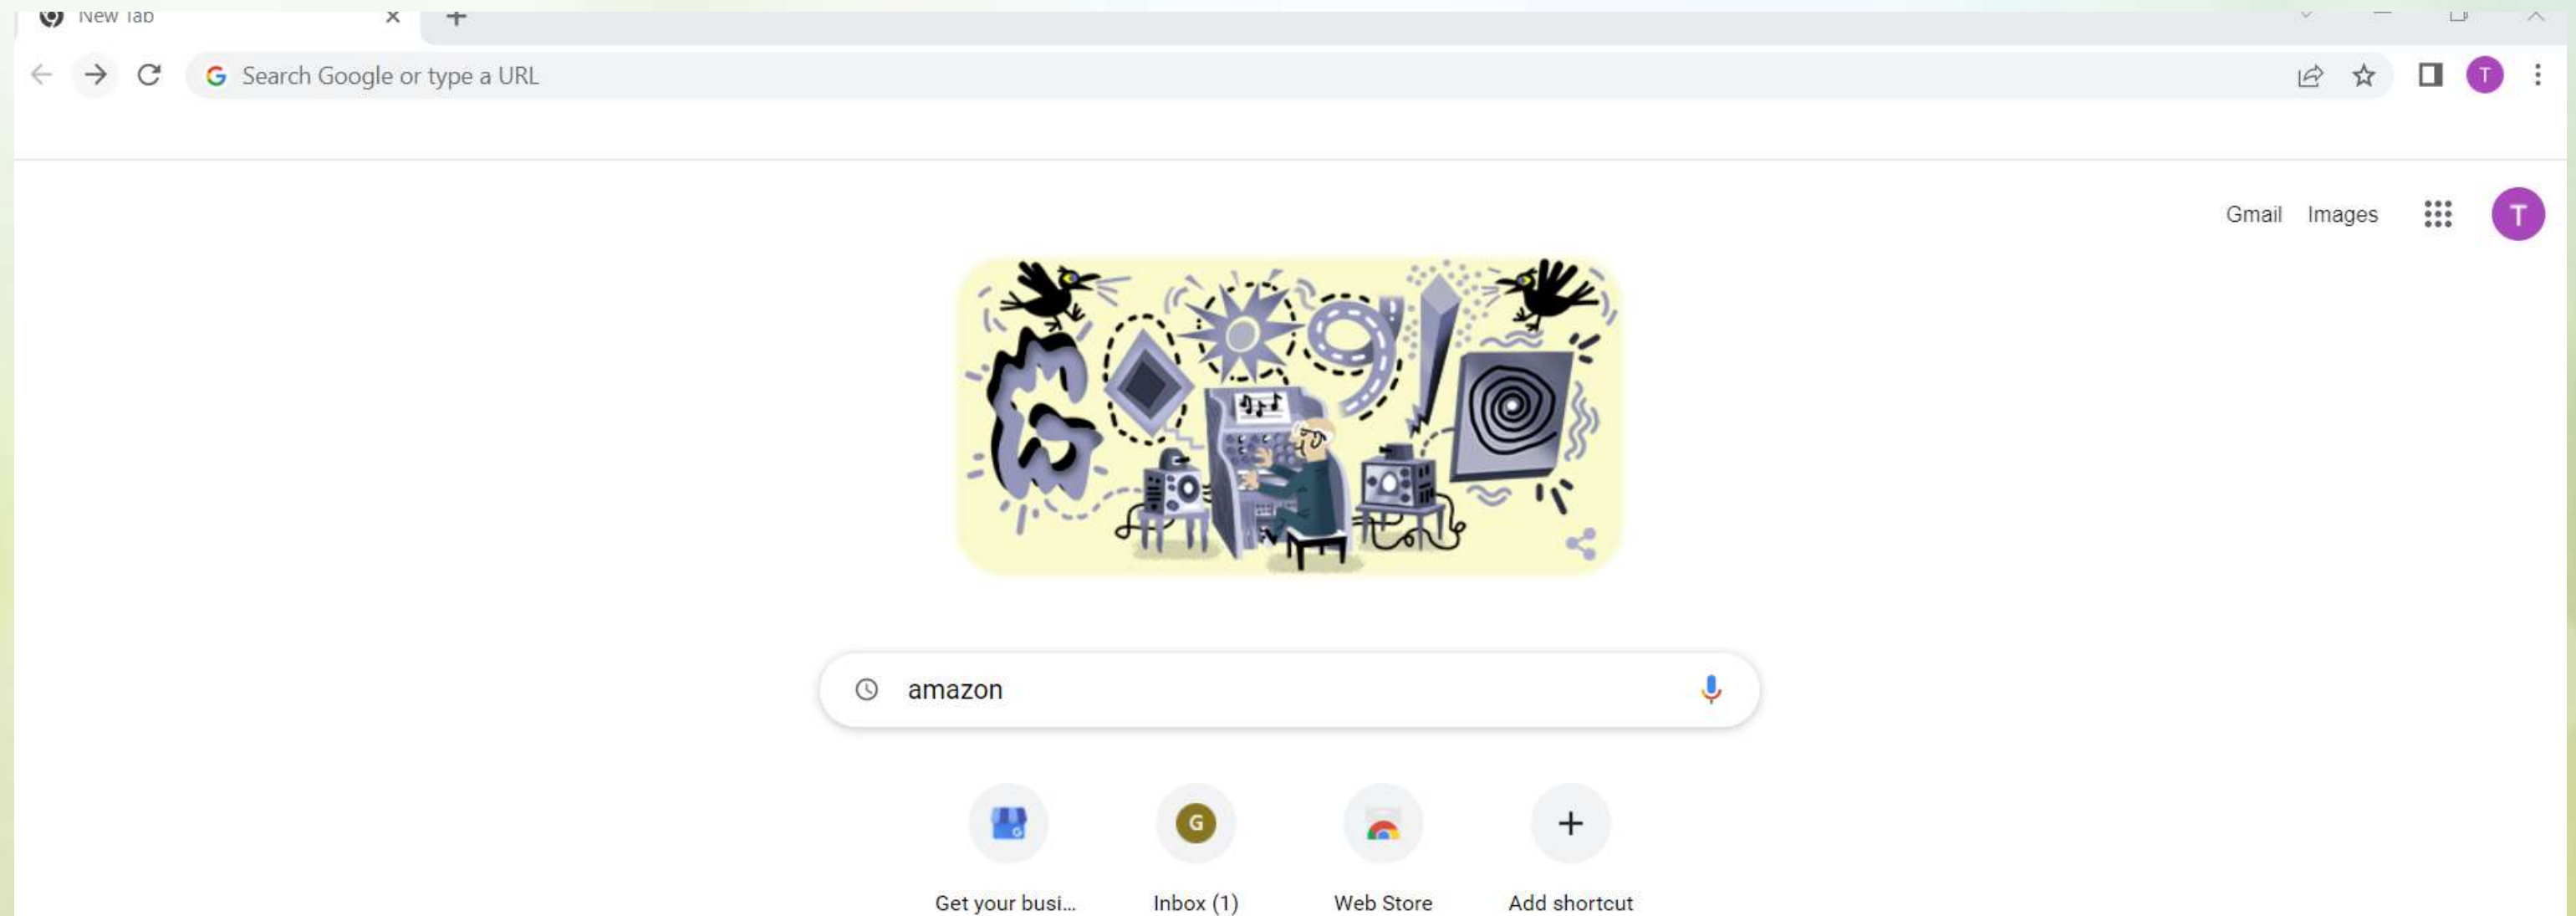 New Tab
Search Google or type a URL
T
Gmail Images
T
amazon
G
Get your busi... Inbox (1) Web Store Add shortcut